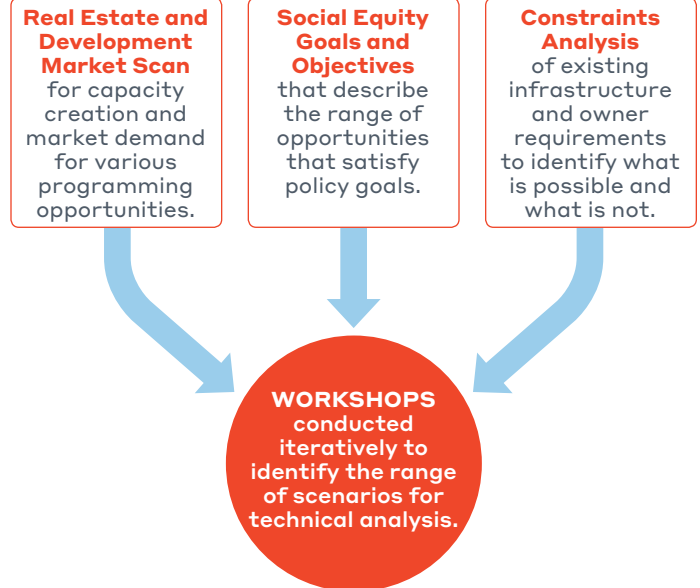 Real Estate and
Development
Market Scan
for capacity
creation and
market demand
for various
programming
opportunities.
Social Equity
Goals and
Objectives
that describe
the range of
opportunities
that satisfy
policy goals.
Constraints
Analysis
of existing
infrastructure
and owner
requirements
to identify what
is possible and
what is not.
WORKSHOPS
conducted
iteratively to
identify the range
of scenarios for
technical analysis.